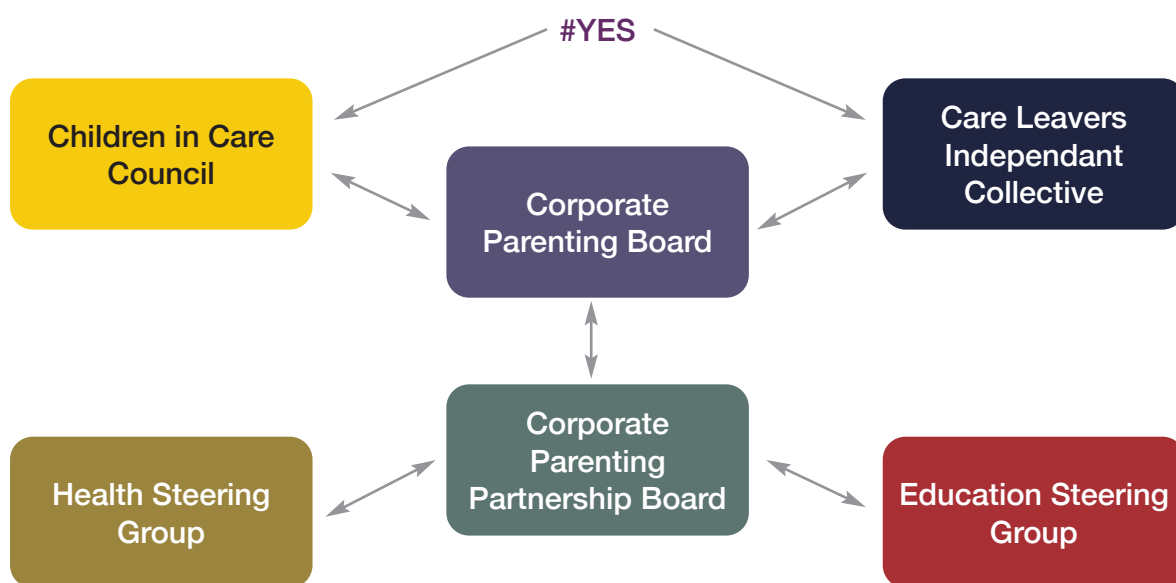 #YES
Children in Care
Council
Care Leavers
Independant
Collective
Corporate
Parenting Board
Corporate
Parenting
Partnership Board
Health Steering
Group
Education Steering
Group